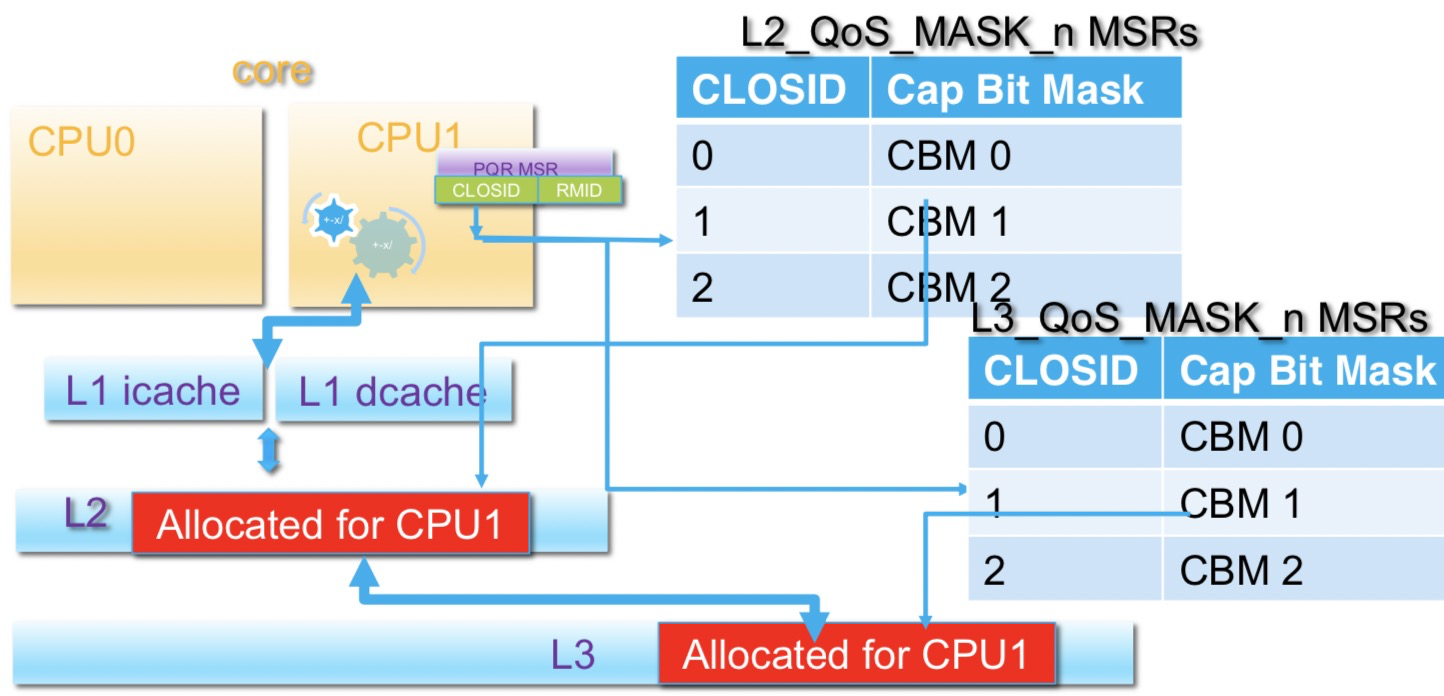 L2_QoS_MASK_n MSRs
core
CLOSID Cap Bit Mask
CPU0
CPU1
PQR MSR
CLOSID RMID
0 CBM 0
1 CBM 1
2 CBM 2
+-x/
+-x/
L3_QoS_MASK_n MSRs
CLOSID Cap Bit Mask
0 CBM 0
1 CBM 1
2 CBM 2
L1 icache
L1 dcache
L2
Allocated for CPU1
L3
Allocated for CPU1